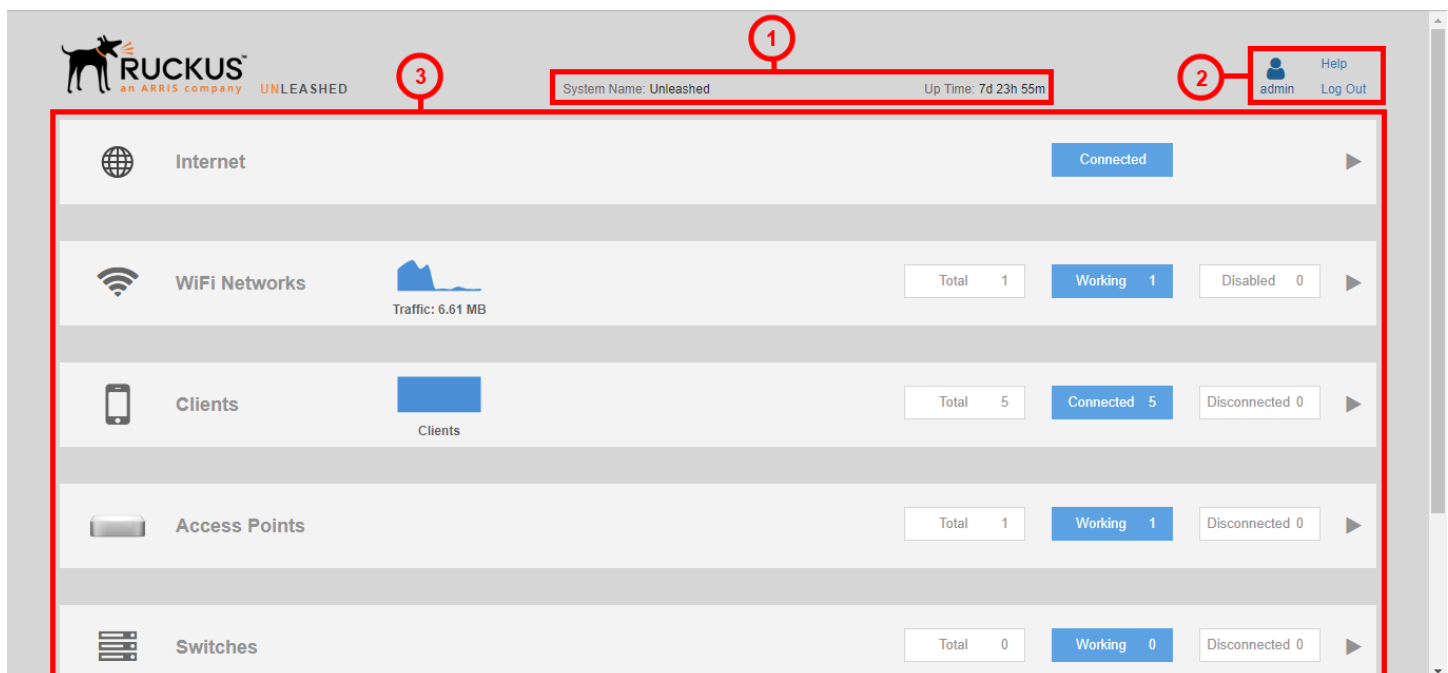 1
RUCKUS™
an ARRIS company UNLEASHED
3
System Name: Unleashed Up Time: 7d 23h 55m
2
admin
Help
Log Out
Internet Connected
WiFi Networks Traffic: 6.61 MB Total 1 Working 1 Disabled 0
Clients Clients Total 5 Connected 5 Disconnected 0
Access Points Total 1 Working 1 Disconnected 0
Switches Total 0 Working 0 Disconnected 0